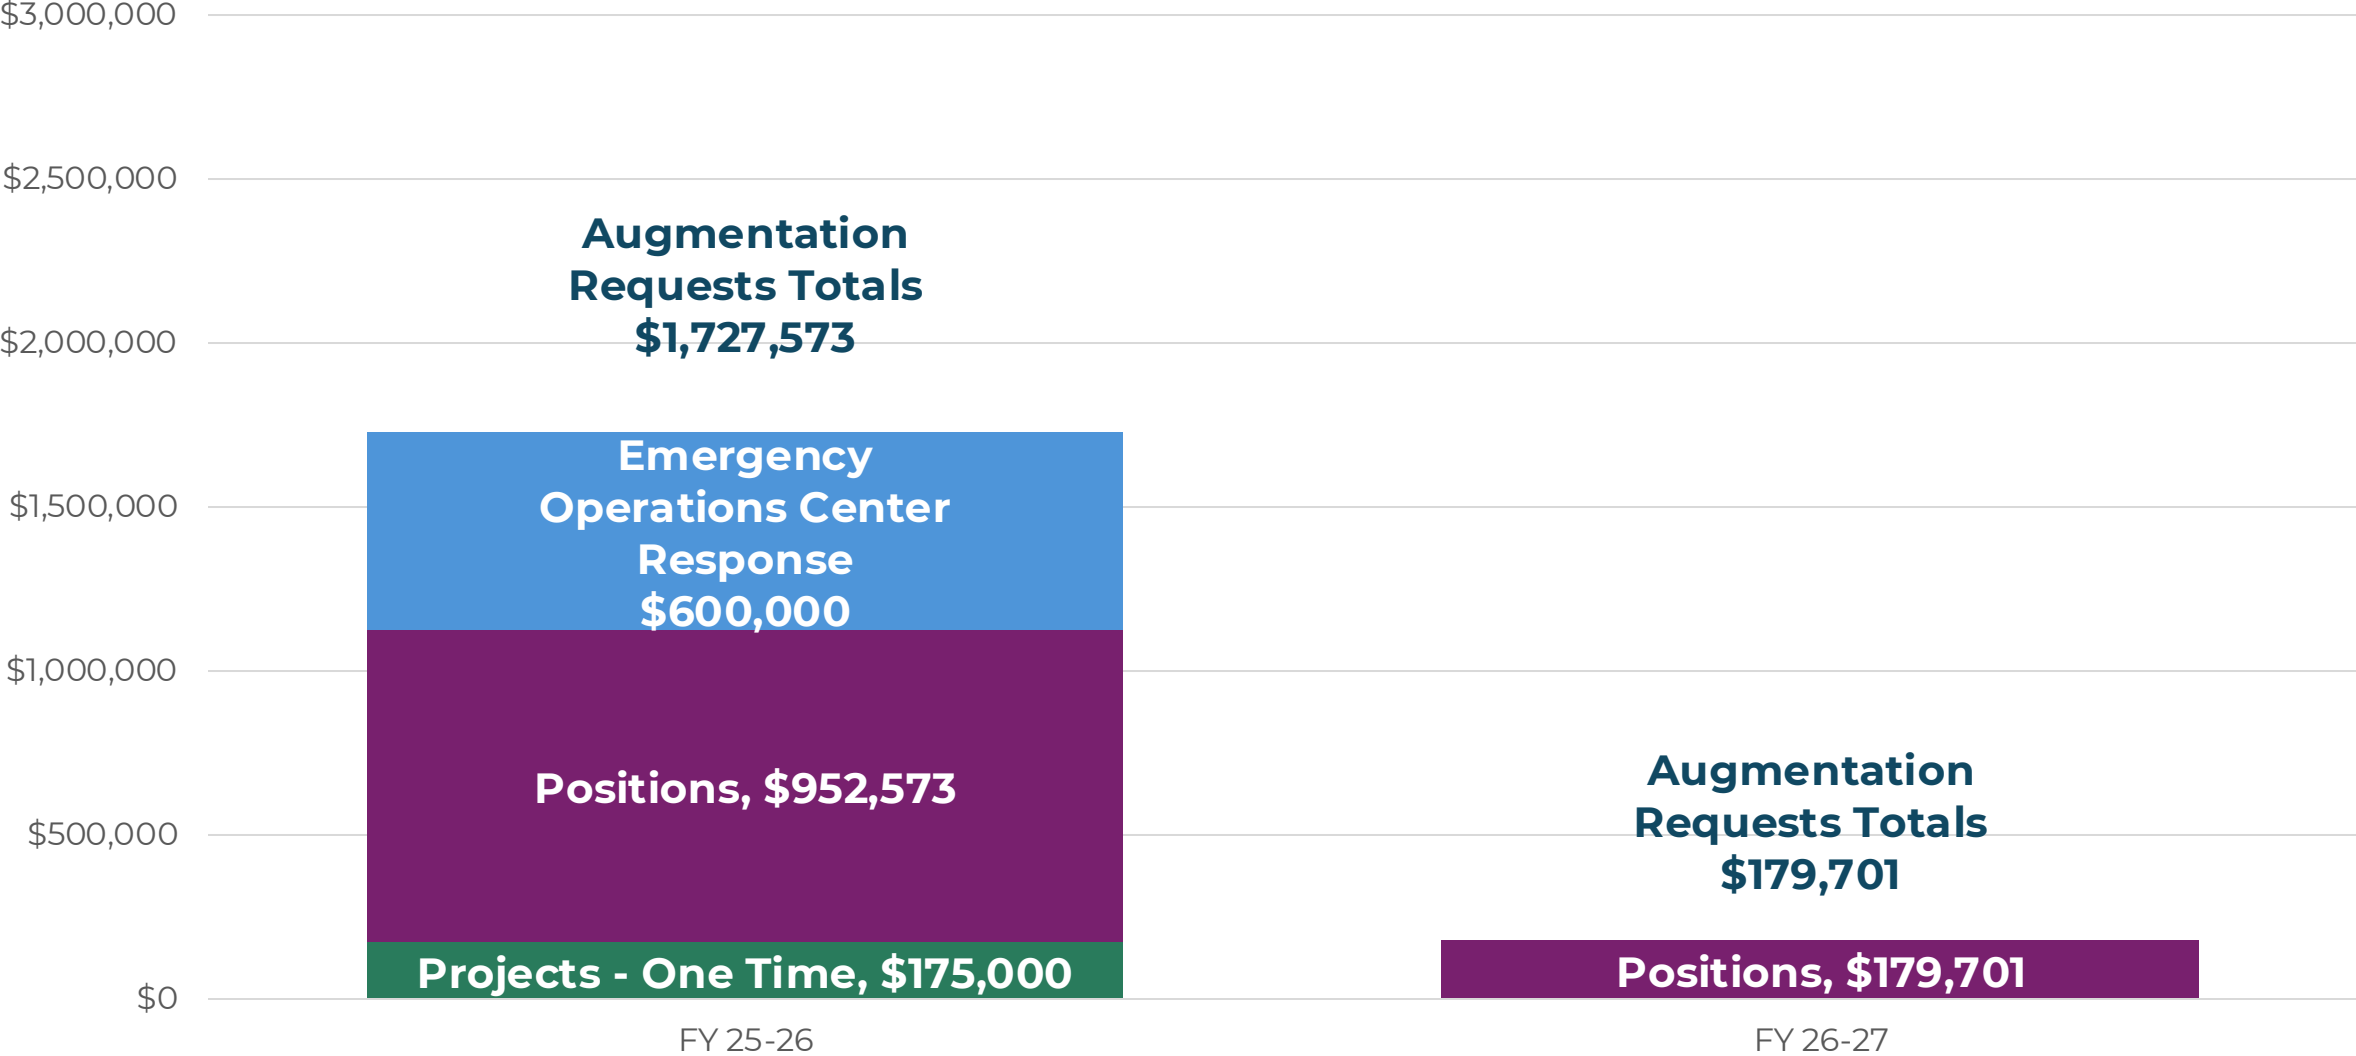 $3,000,000
$2,500,000
$2,000,000
$1,500,000
$1,000,000
$500,000
$0
Augmentation
Requests Totals
$1,727,573
Emergency
Operations Center
Response
$600,000
Positions, $952,573
Projects - One Time, $175,000
FY 25-26
Augmentation
Requests Totals
$179,701
Positions, $179,701
FY 26-27